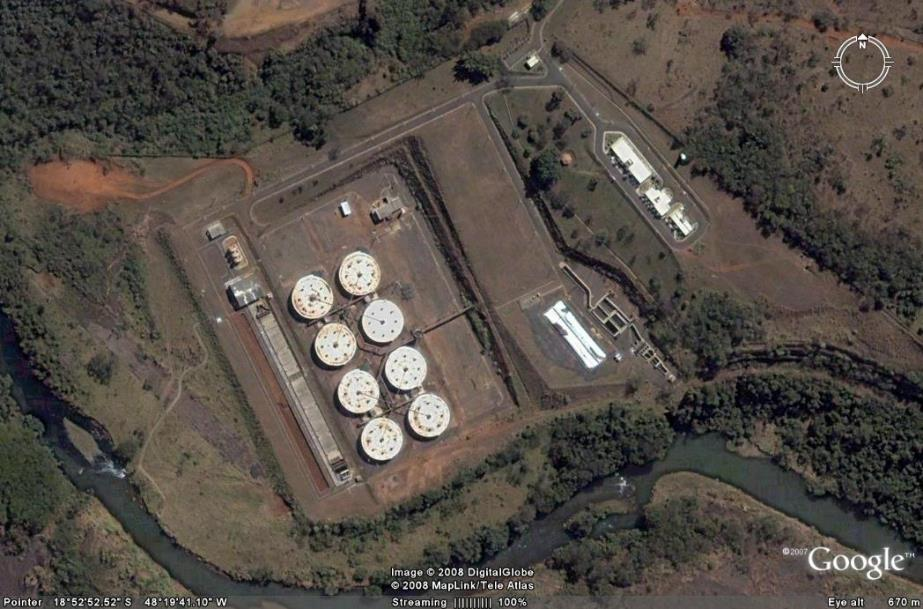 N
©2007 Google™
Image © 2008 DigitalGlobe
© 2008 MapLink/Tele Atlas
Pointer 18°52'52.52" S 48°19'41.10" W Streaming |||||||||| 100% Eye alt 670 m